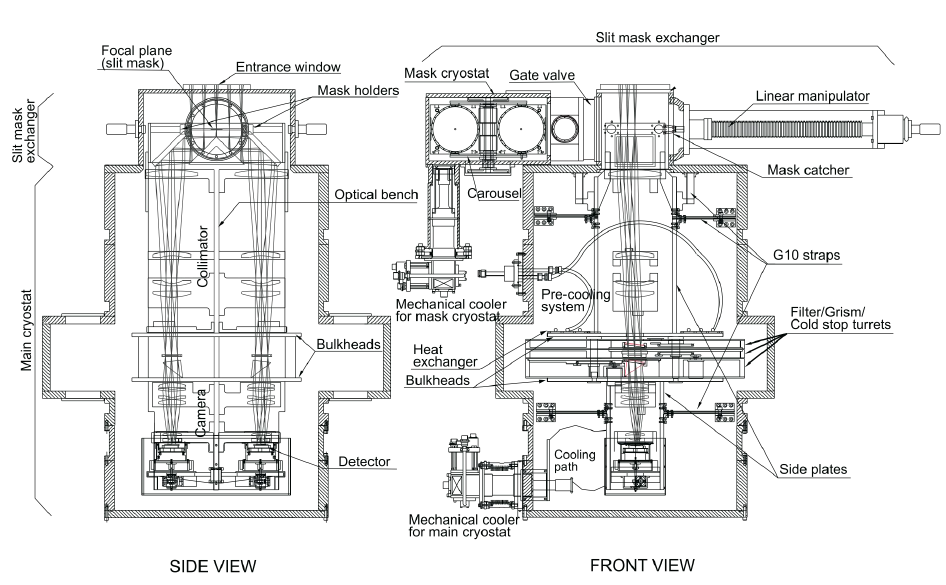 Slit mask exchanger
Focal plane
(slit mask)
Entrance window
Mask holders
Mask cryostat
Gate valve
Linear manipulator
Slit mask
exchanger
Mask catcher
Carousel
Optical bench
Collimator
G10 straps
Mechanical cooler
for mask cryostat
Pre-cooling
system
Filter/Grism/
Cold stop turrets
Main cryostat
Bulkheads
Heat
exchanger
Bulkheads
Camera
Detector
Cooling
path
Side plates
Mechanical cooler
for main cryostat
SIDE VIEW
FRONT VIEW